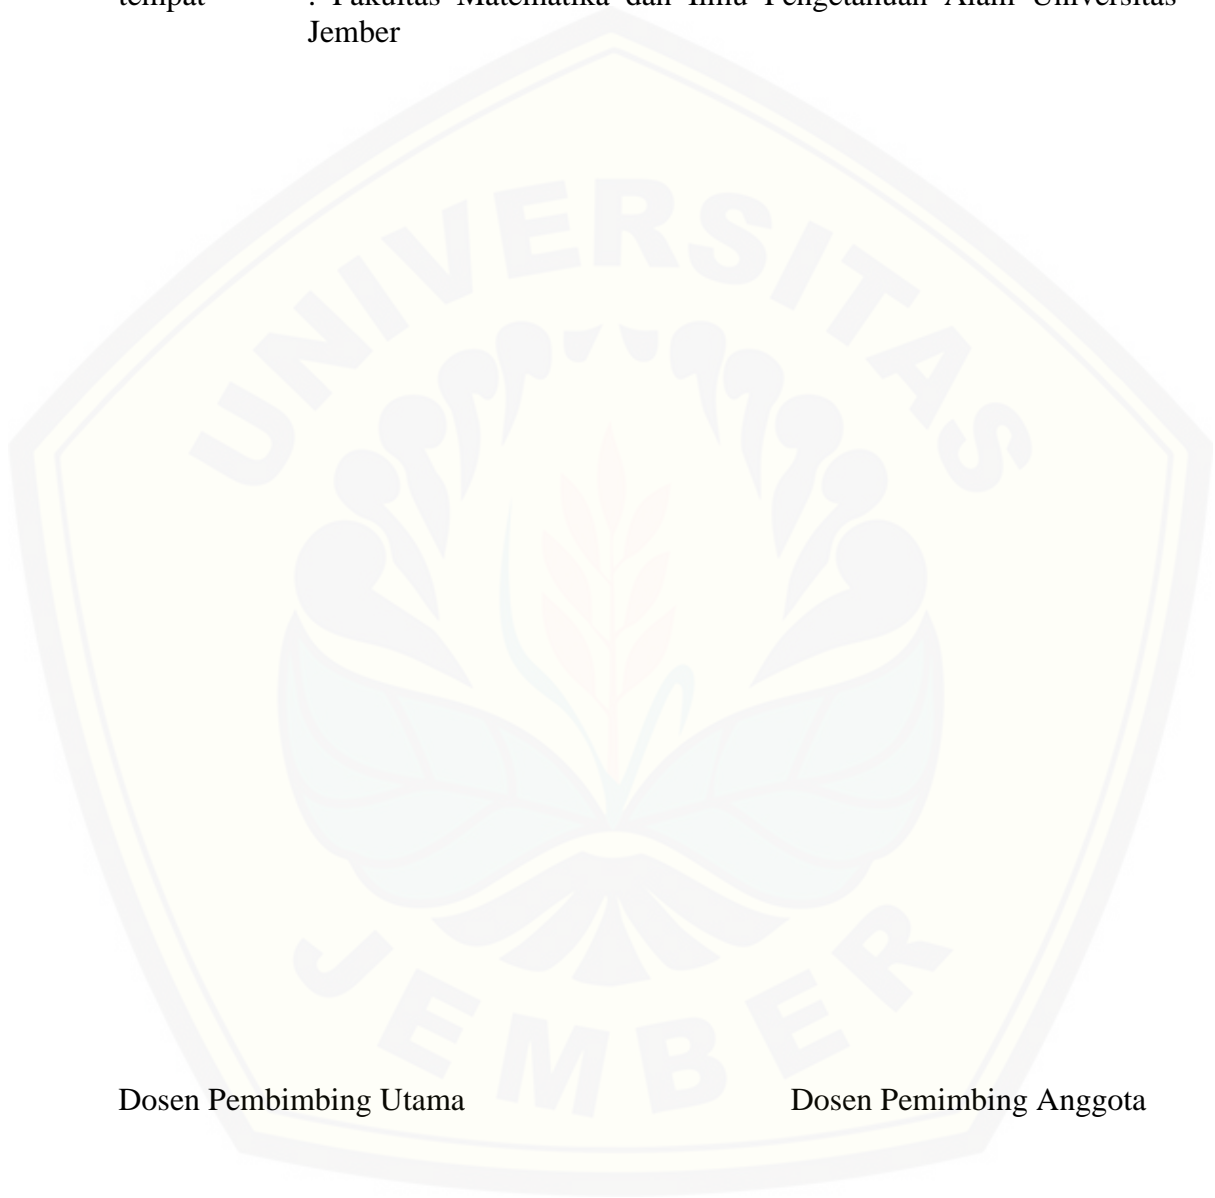 tempat : Fakultas Matematika dan Ilmu Pengetahuan Alam Universitas
Jember
UNIVERSITAS
JEMBER
Dosen Pembimbing Utama Dosen Pemimbing Anggota